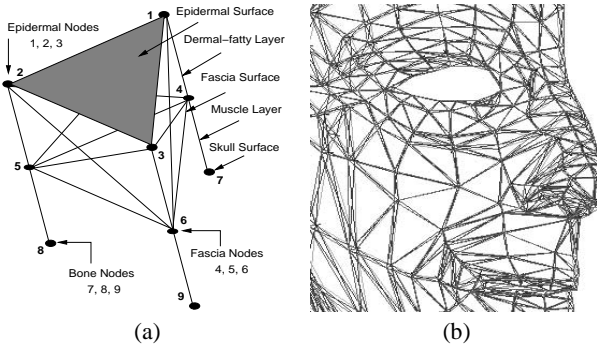 1
Epidermal Surface
Epidermal Nodes
1, 2, 3
Dermal-fatty Layer
2
Fascia Surface
4
Muscle Layer
3
Skull Surface
5
7
6
8
Bone Nodes
7, 8, 9
Fascia Nodes
4, 5, 6
9
(a)
(b)